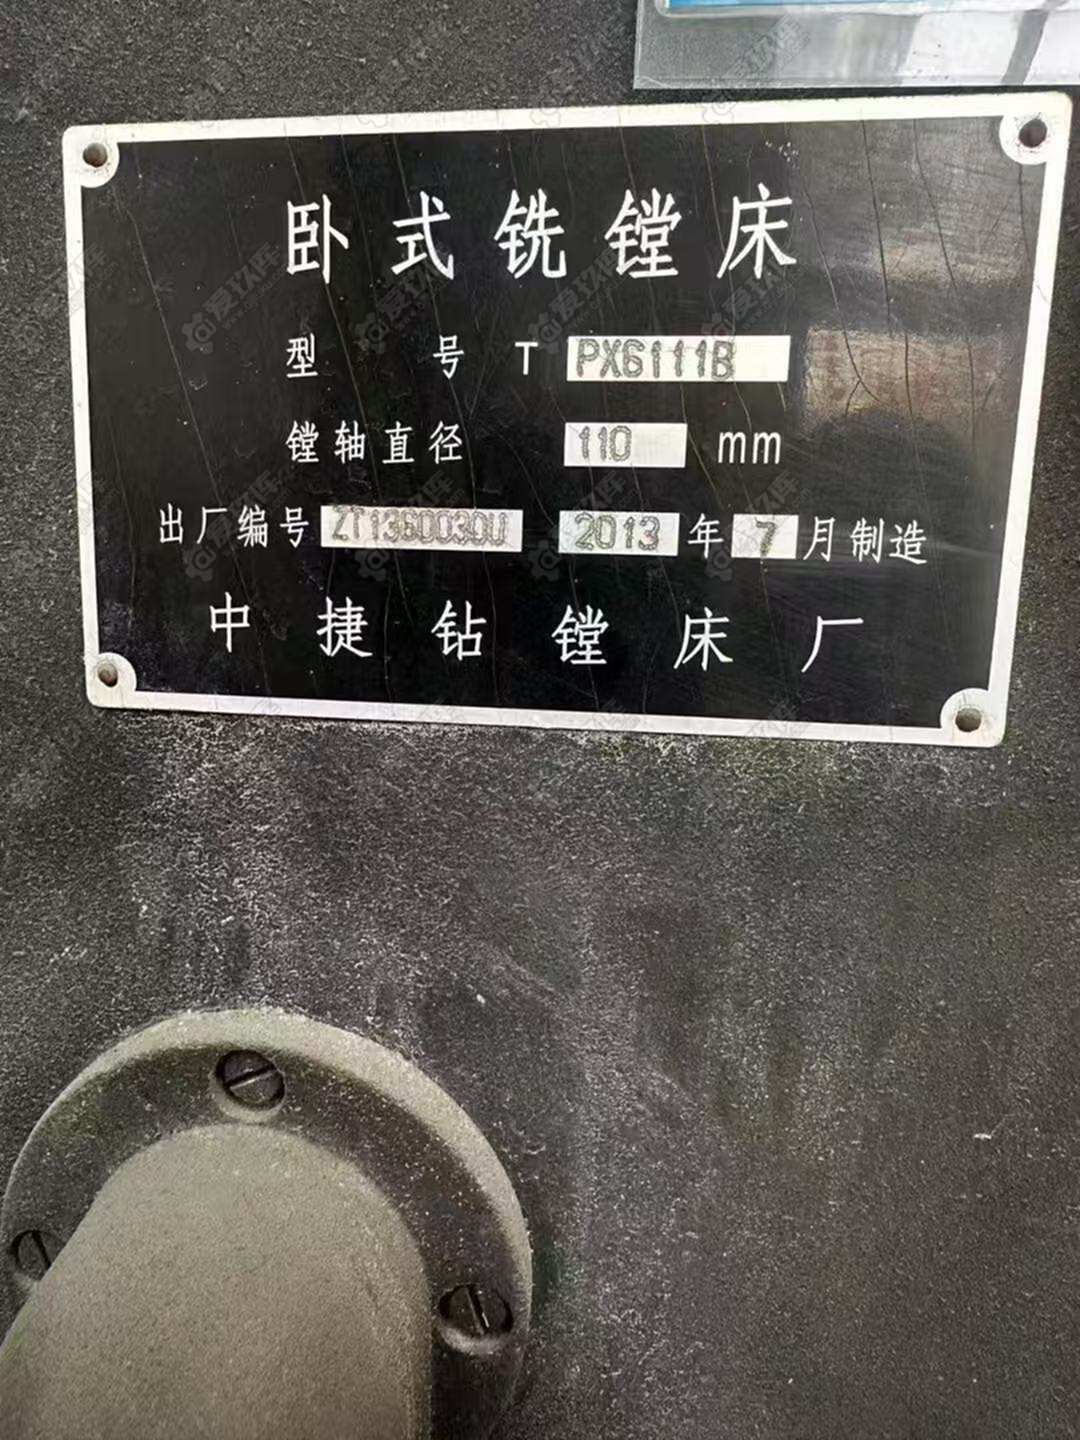 卧式铣镗床
型号 T PX6111B
镗轴直径 110 mm
出厂编号 ZT1360030U 2013 年 7 月制造
中捷钻镗床厂